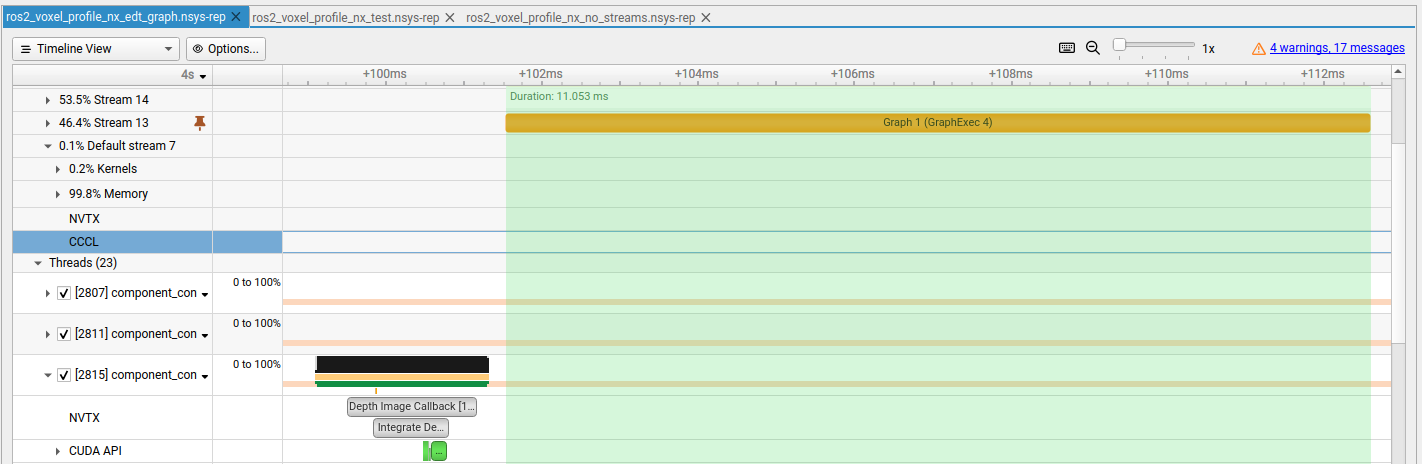 ros2_voxel_profile_nx_edt_graph.nsys-rep ros2_voxel_profile_nx_test.nsys-rep ros2_voxel_profile_nx_no_streams.nsys-rep
Timeline View Options... 1x 4 warnings, 17 messages
4s +100ms +102ms +104ms +106ms +108ms +110ms +112ms
53.5% Stream 14 Duration: 11.053 ms
46.4% Stream 13 Graph 1 (GraphExec 4)
0.1% Default stream 7
0.2% Kernels
99.8% Memory
NVTX
CCCL
Threads (23)
[2807] component_con 0 to 100%
[2811] component_con 0 to 100%
[2815] component_con 0 to 100%
Depth Image Callback [1...
NVTX
Integrate De...
CUDA API ...